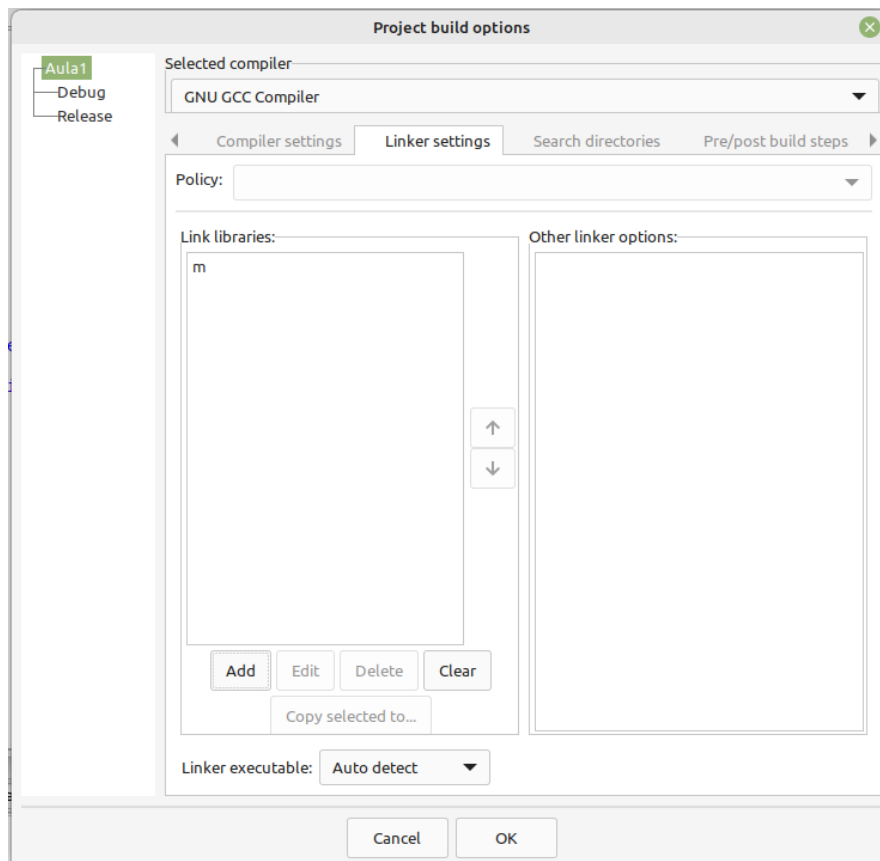 Project build options
Aula1
Debug
Release
Selected compiler
GNU GCC Compiler
Compiler settings Linker settings Search directories Pre/post build steps
Policy:
Link libraries:
m
Other linker options:
Add Edit Delete Clear
Copy selected to...
Linker executable: Auto detect
Cancel OK